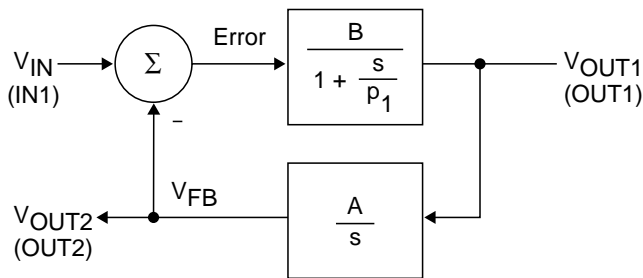 V_IN
(IN1)
Σ
Error
B
1 + s/p_1
V_OUT1
(OUT1)
–
V_FB
A
s
V_OUT2
(OUT2)